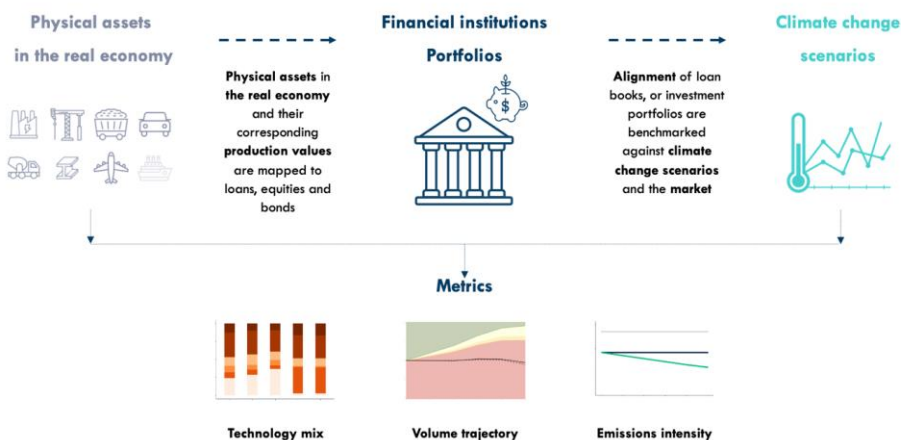 Physical assets
in the real economy
Financial institutions
Portfolios
Climate change
scenarios
Physical assets in
the real economy
and their
corresponding
production values
are mapped to
loans, equities and
bonds
$
Alignment of loan
books, or investment
portfolios are
benchmarked
against climate
change scenarios
and the market
Metrics
Technology mix
Volume trajectory
Emissions intensity